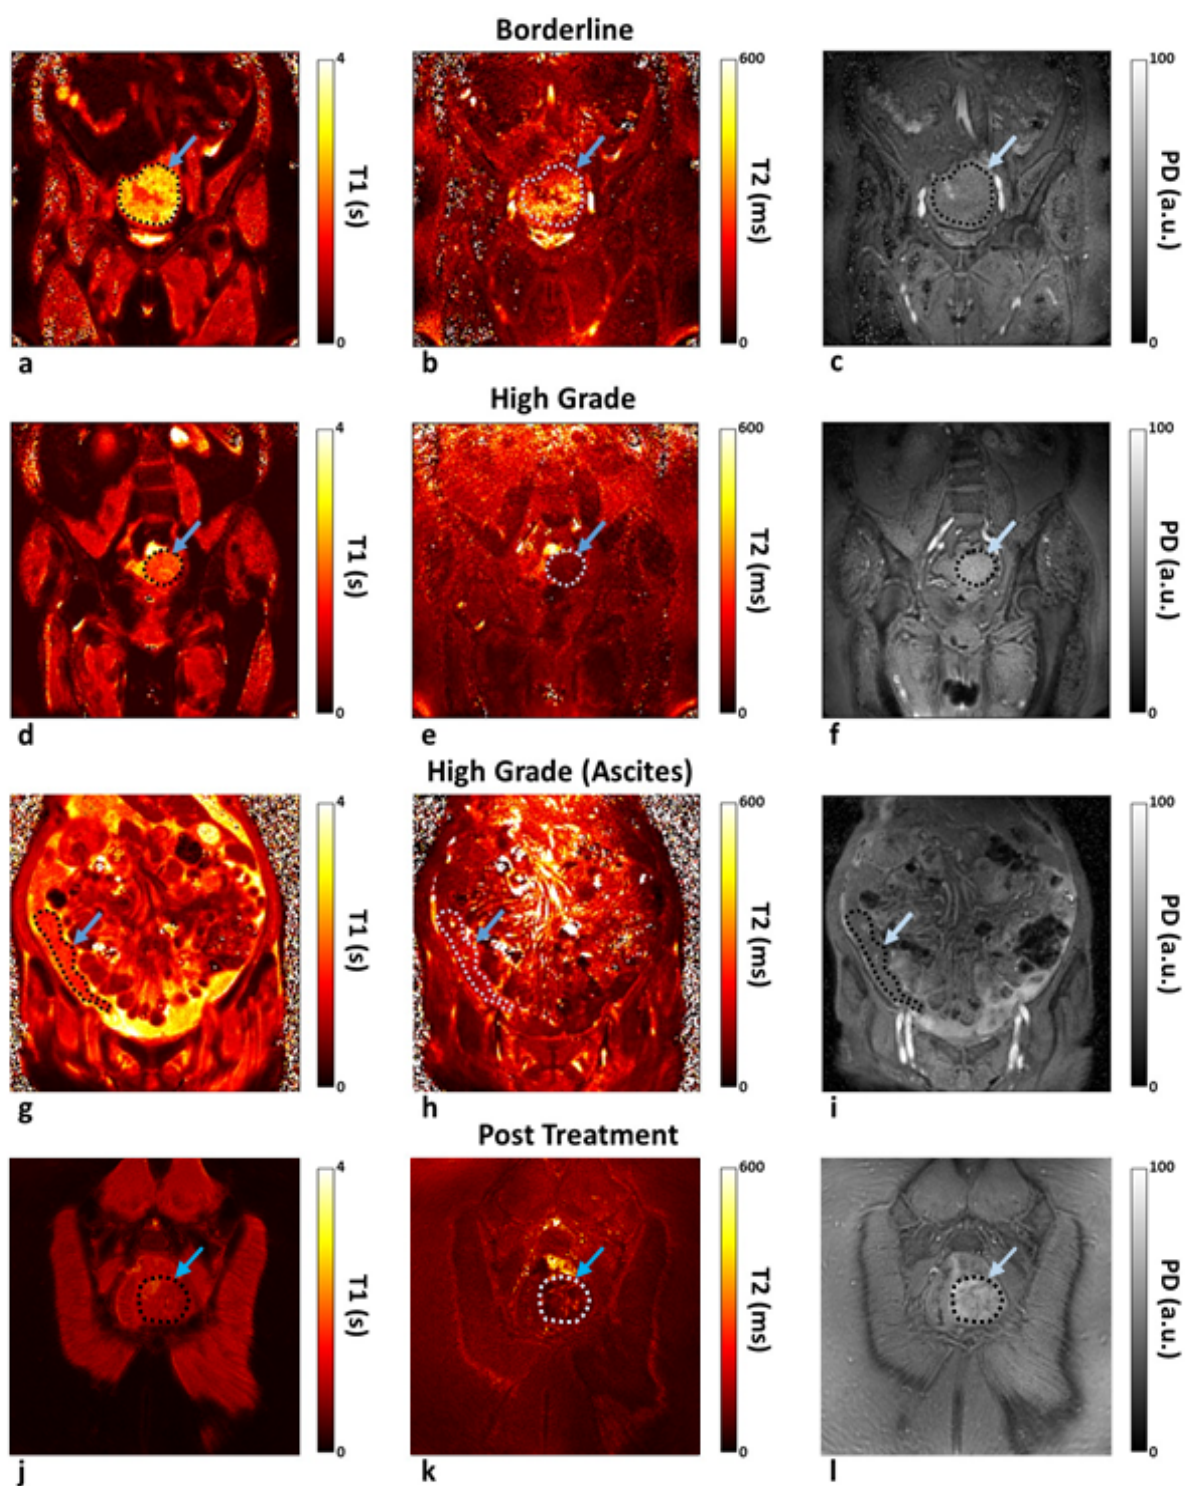 Borderline
4
T1 (s)
0
600
T2 (ms)
0
100
PD (a.u.)
0
a
b
c
High Grade
4
T1 (s)
0
600
T2 (ms)
0
100
PD (a.u.)
0
d
e
f
High Grade (Ascites)
4
T1 (s)
0
600
T2 (ms)
0
100
PD (a.u.)
0
g
h
i
Post Treatment
4
T1 (s)
0
600
T2 (ms)
0
100
PD (a.u.)
0
j
k
l